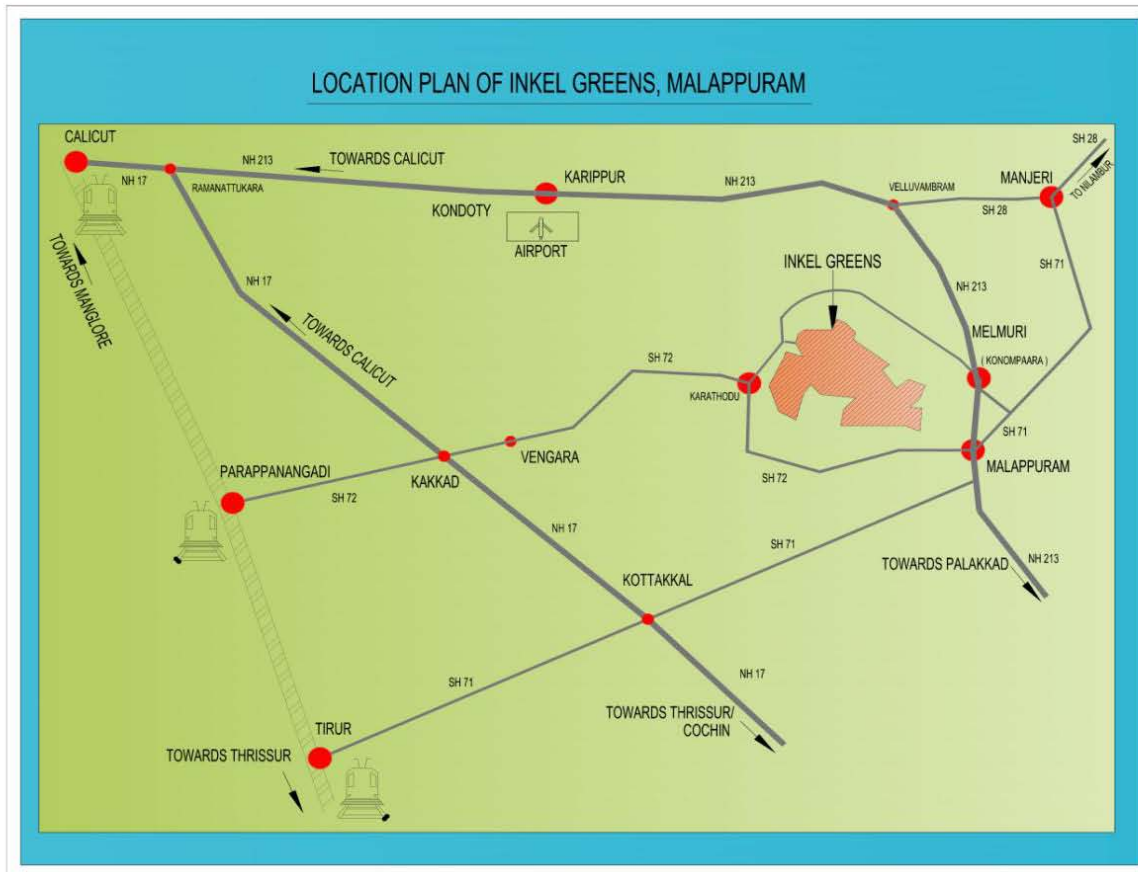 LOCATION PLAN OF INKEL GREENS, MALAPPURAM
CALICUT
SH 28
NH 213
TOWARDS CALICUT
NH 17
RAMANATTUKARA
KARIPPUR
NH 213
VELLUVAMBRAM
MANJERI
TO NILAMBUR
KONDOTY
SH 28
AIRPORT
SH 71
INKEL GREENS
NH 17
NH 213
TOWARDS MANGLORE
TOWARDS CALICUT
MELMURI
( KONOMPAARA )
SH 72
KARATHODU
SH 71
VENGARA
MALAPPURAM
PARAPPANANGADI
KAKKAD
SH 72
SH 72
NH 17
SH 71
NH 213
TOWARDS PALAKKAD
KOTTAKKAL
NH 17
SH 71
TOWARDS THRISSUR/
COCHIN
TIRUR
TOWARDS THRISSUR